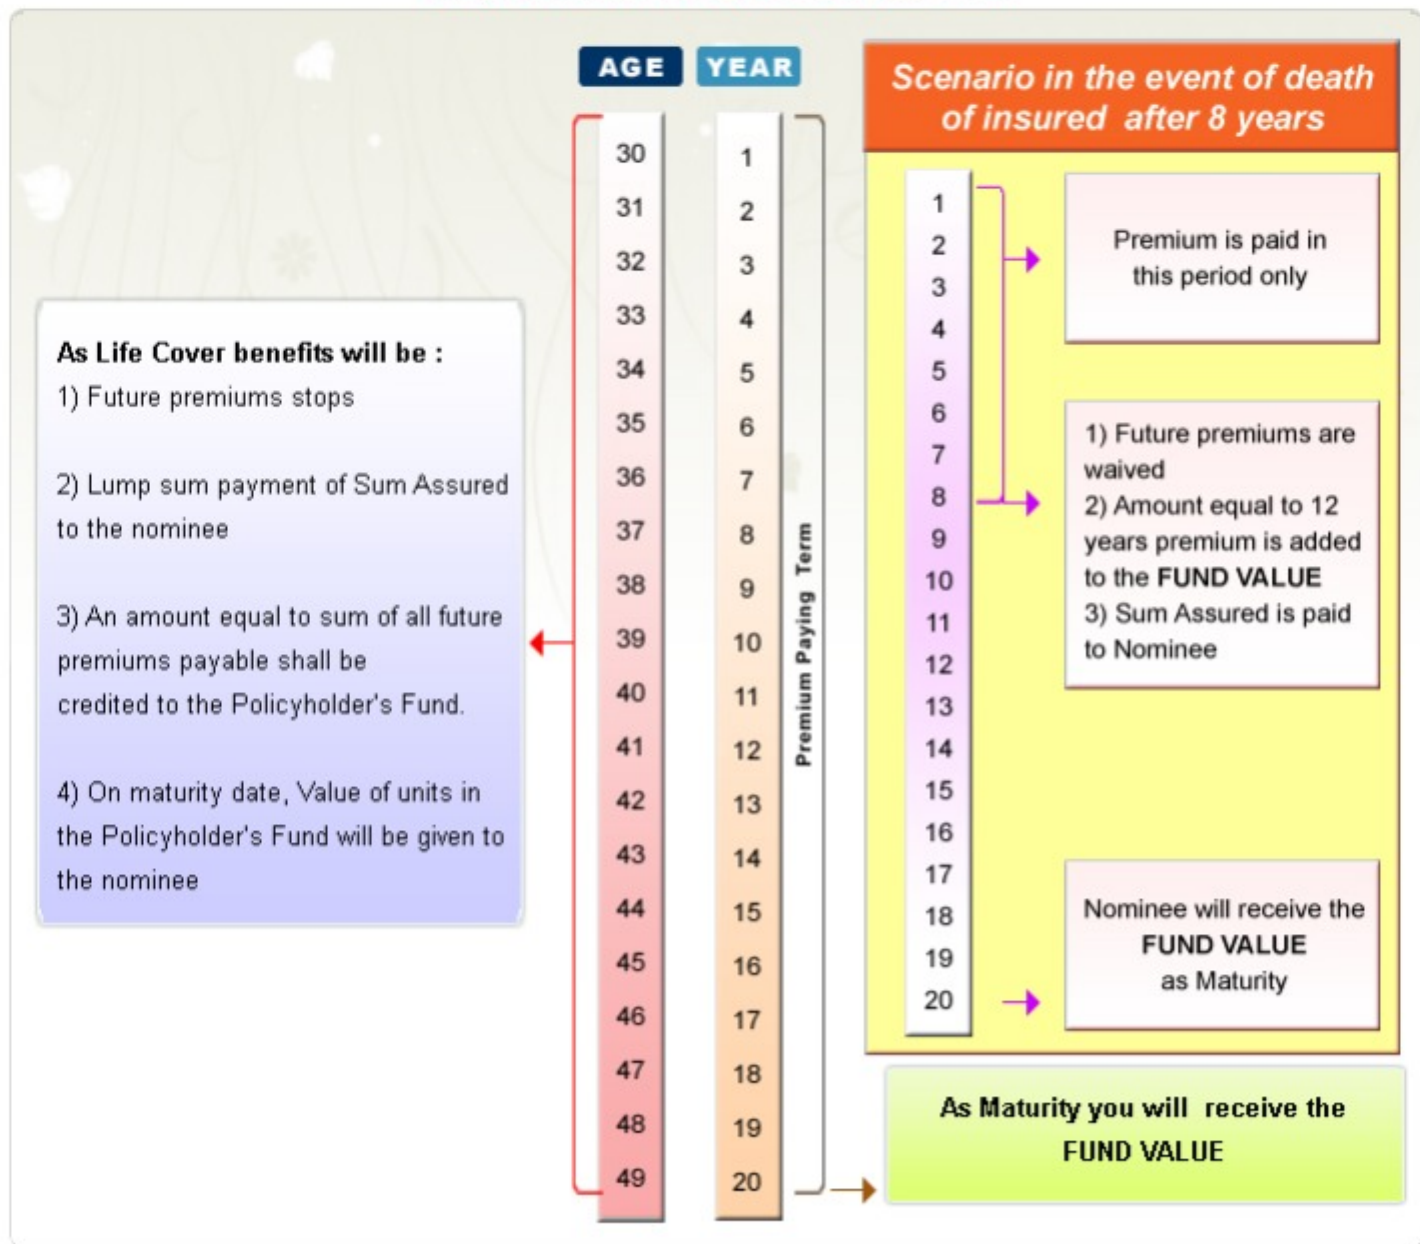 AGE YEAR
As Life Cover benefits will be :
1) Future premiums stops
2) Lump sum payment of Sum Assured
to the nominee
3) An amount equal to sum of all future
premiums payable shall be
credited to the Policyholder's Fund.
4) On maturity date, Value of units in
the Policyholder's Fund will be given to
the nominee
30 1
31 2
32 3
33 4
34 5
35 6
36 7
37 8
38 9
39 10
40 11
41 12
42 13
43 14
44 15
45 16
46 17
47 18
48 19
49 20
Premium Paying Term
Scenario in the event of death
of insured after 8 years
1
2
3
4
5
6
7
8
9
10
11
12
13
14
15
16
17
18
19
20
Premium is paid in
this period only
1) Future premiums are
waived
2) Amount equal to 12
years premium is added
to the FUND VALUE
3) Sum Assured is paid
to Nominee
Nominee will receive the
FUND VALUE
as Maturity
As Maturity you will receive the
FUND VALUE